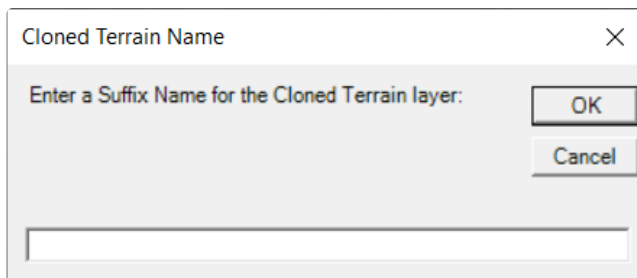 Cloned Terrain Name
Enter a Suffix Name for the Cloned Terrain layer:
OK
Cancel